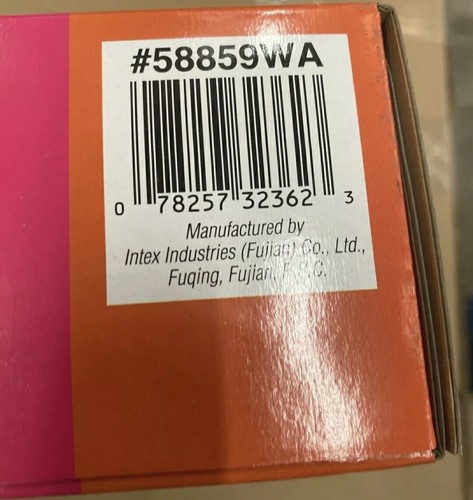 #58859WA
0 78257 32362 3
Manufactured by
Intex Industries (Fujian) Co., Ltd.,
Fuqing, Fujian, P.R.C.